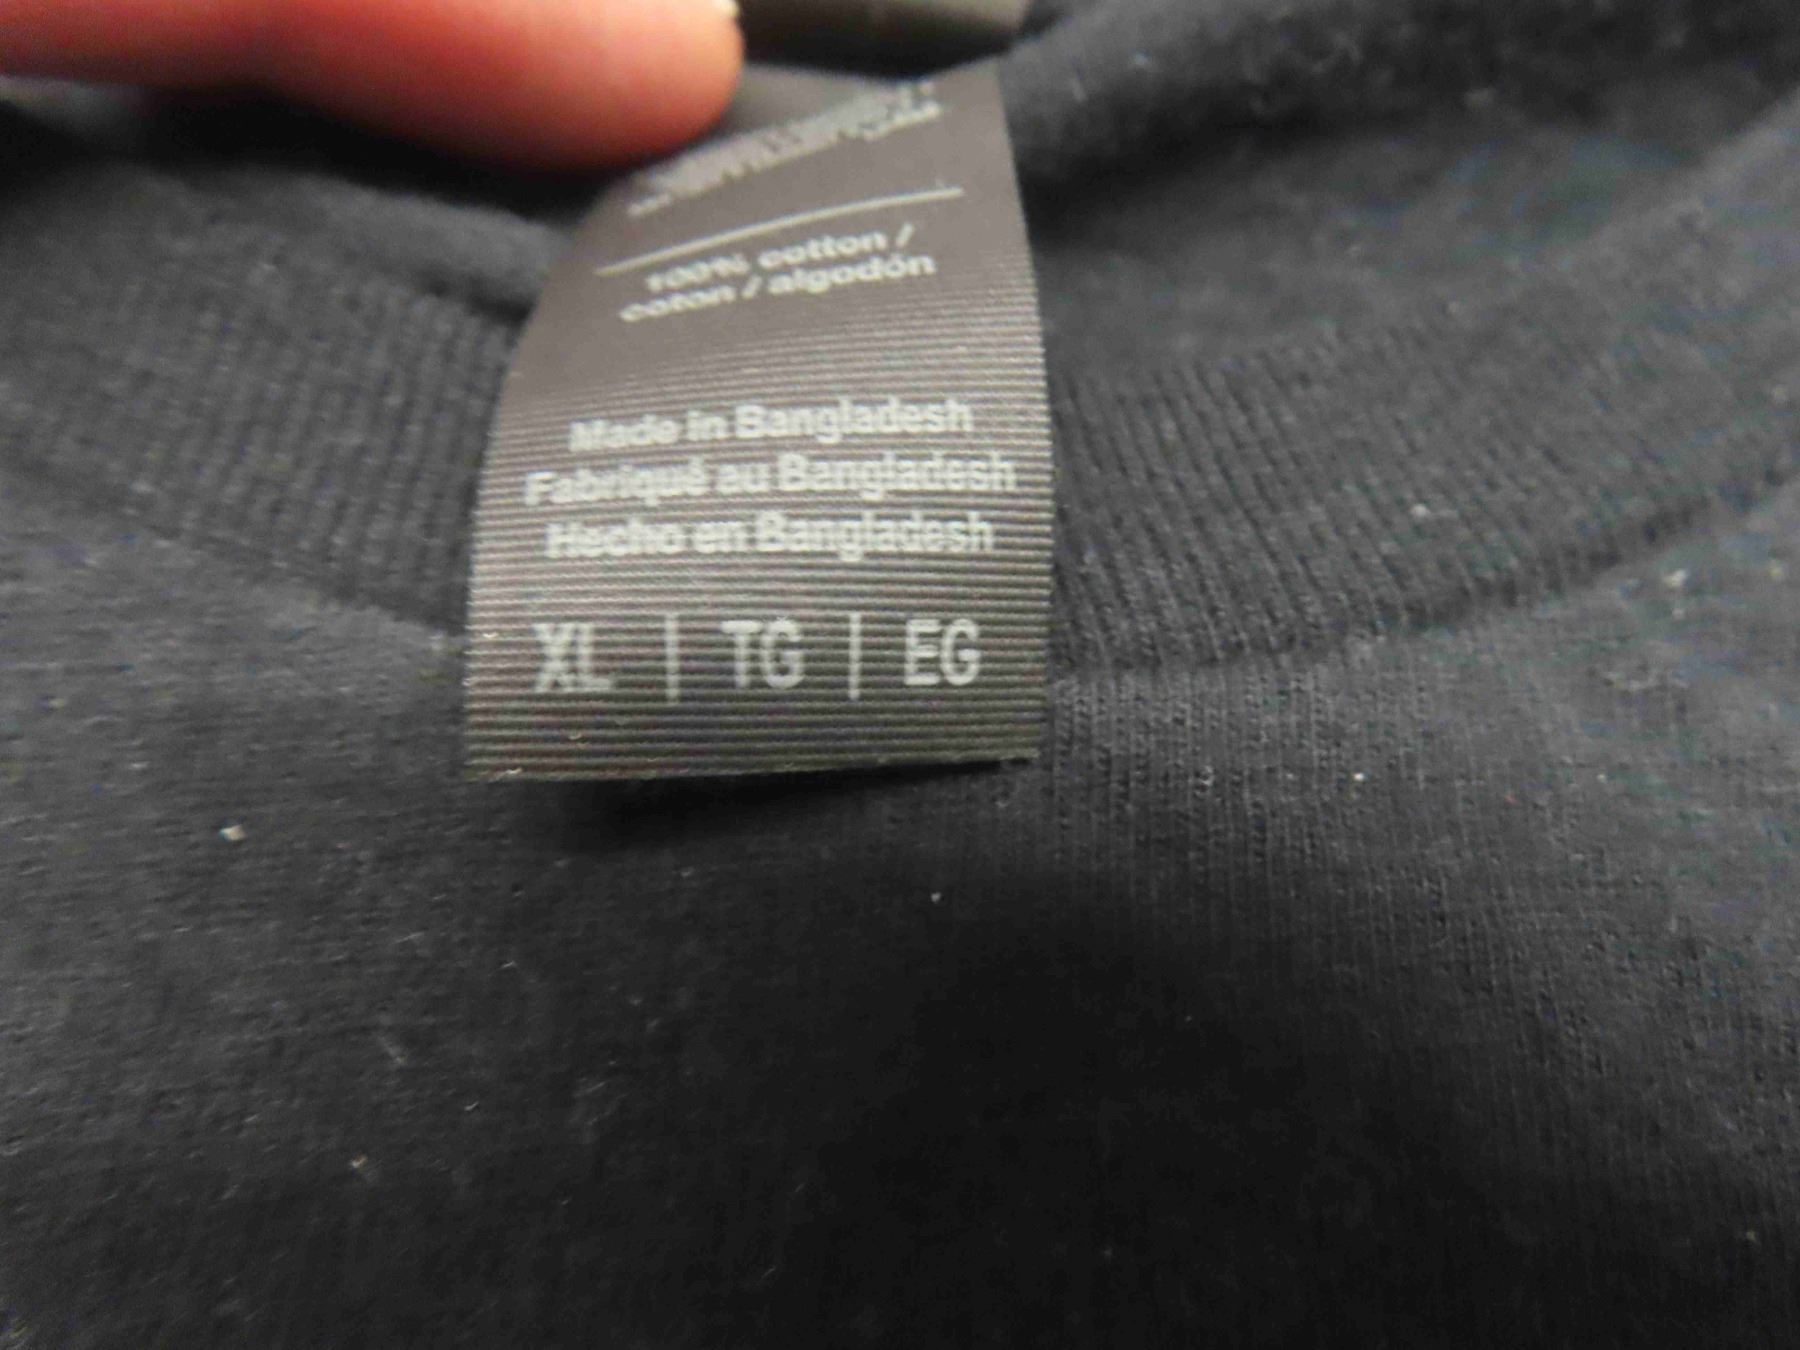 100% cotton /
coton / algodón
Made in Bangladesh
Fabriqué au Bangladesh
Hecho en Bangladesh
XL | TG | EG